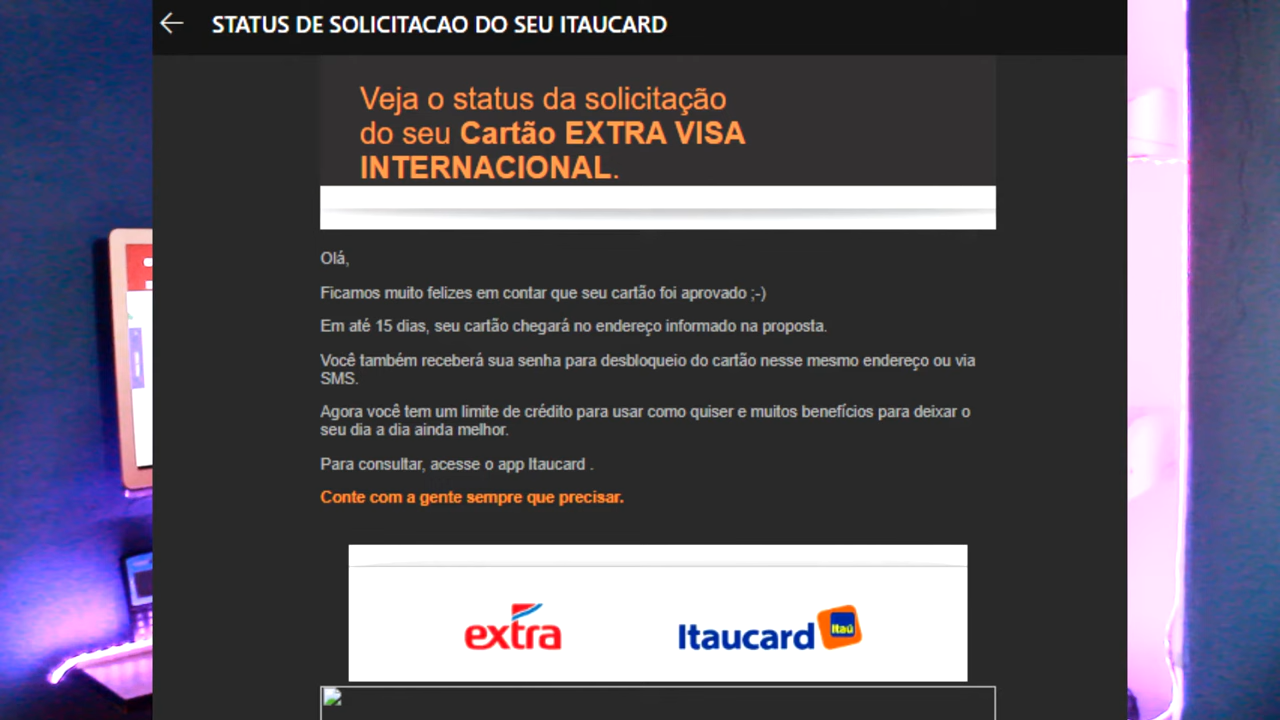 STATUS DE SOLICITACAO DO SEU ITAUCARD
Veja o status da solicitação
do seu Cartão EXTRA VISA
INTERNACIONAL.
Olá,
Ficamos muito felizes em contar que seu cartão foi aprovado ;-)
Em até 15 dias, seu cartão chegará no endereço informado na proposta.
Você também receberá sua senha para desbloqueio do cartão nesse mesmo endereço ou via
SMS.
Agora você tem um limite de crédito para usar como quiser e muitos benefícios para deixar o
seu dia a dia ainda melhor.
Para consultar, acesse o app Itaucard .
Conte com a gente sempre que precisar.
extra
Itaucard Itaú